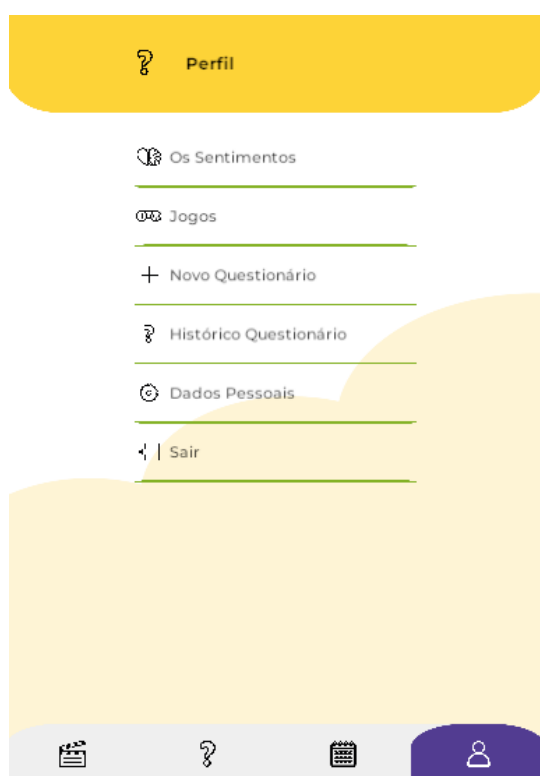 Perfil
Os Sentimentos
Jogos
Novo Questionário
Histórico Questionário
Dados Pessoais
Sair